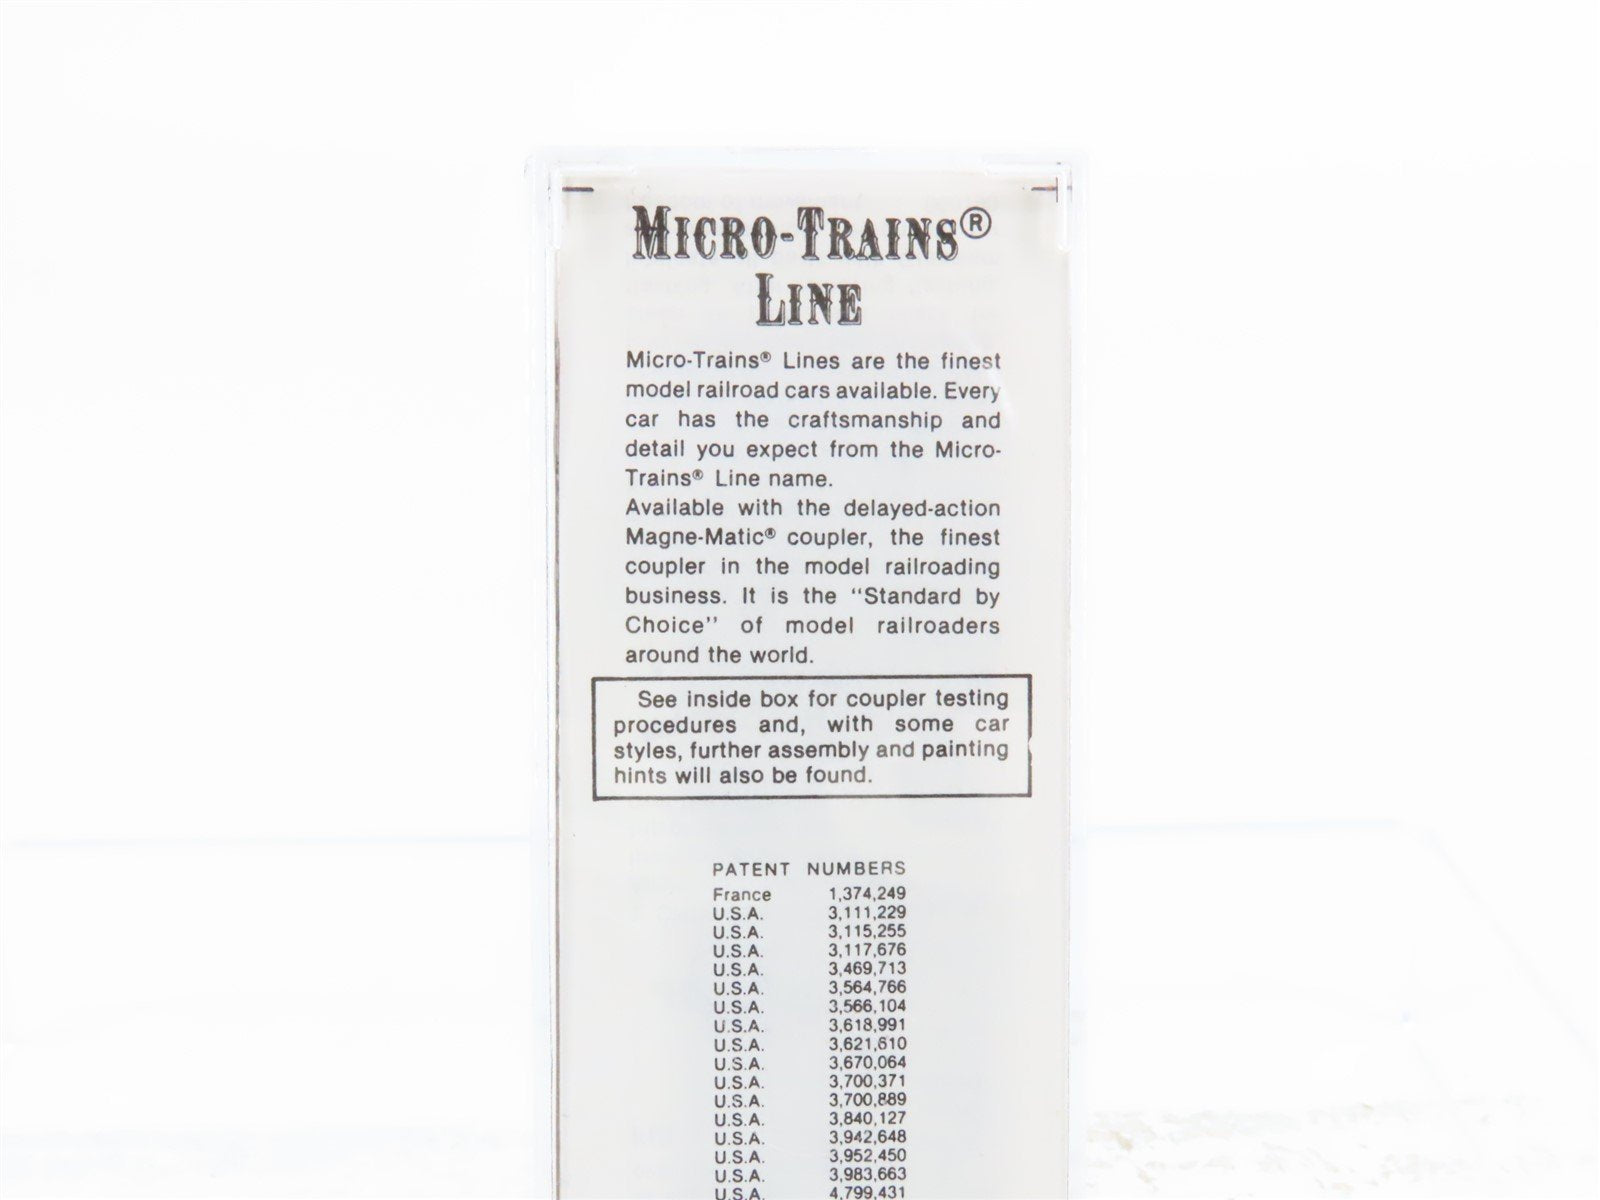 MICRO-TRAINS®
LINE
Micro-Trains® Lines are the finest
model railroad cars available. Every
car has the craftsmanship and
detail you expect from the Micro-
Trains® Line name.
Available with the delayed-action
Magne-Matic® coupler, the finest
coupler in the model railroading
business. It is the "Standard by
Choice" of model railroaders
around the world.
See inside box for coupler testing
procedures and, with some car
styles, further assembly and painting
hints will also be found.
PATENT NUMBERS
France 1,374,249
U.S.A. 3,111,229
U.S.A. 3,115,255
U.S.A. 3,117,676
U.S.A. 3,469,713
U.S.A. 3,564,766
U.S.A. 3,566,104
U.S.A. 3,618,991
U.S.A. 3,621,610
U.S.A. 3,670,064
U.S.A. 3,700,371
U.S.A. 3,700,889
U.S.A. 3,840,127
U.S.A. 3,942,648
U.S.A. 3,952,450
U.S.A. 3,983,663
U.S.A. 4,799,431